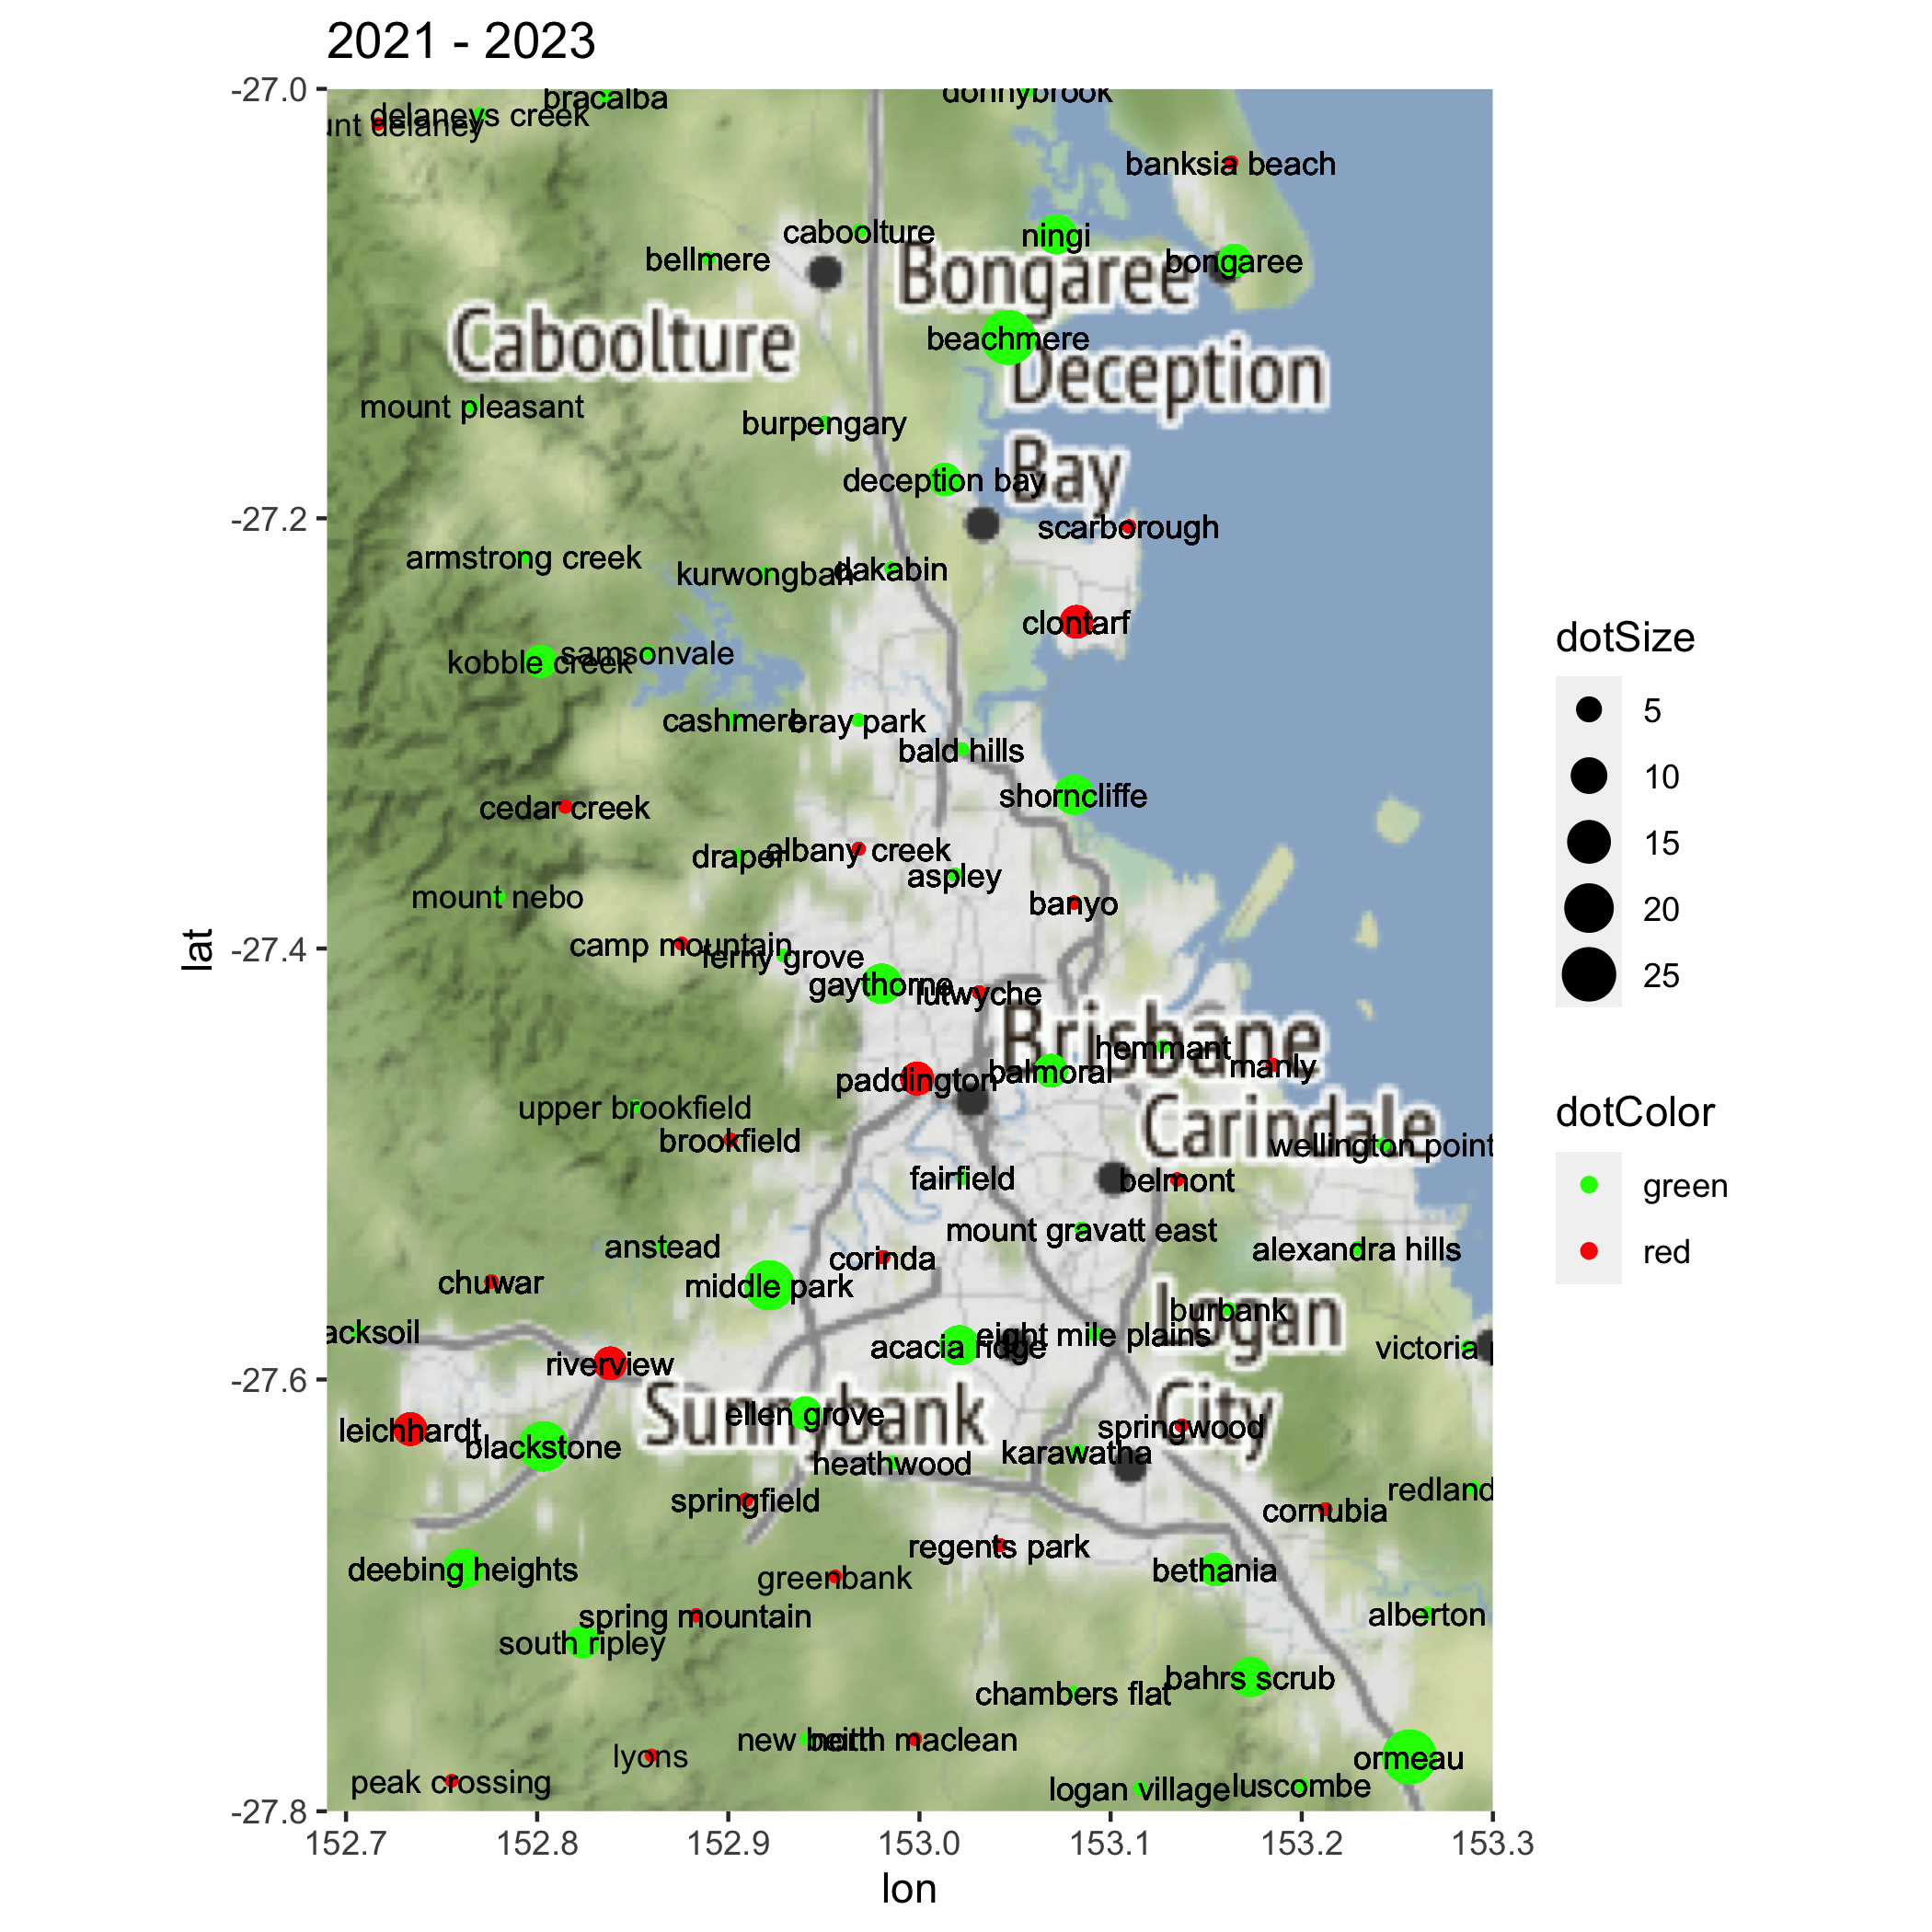 2021 - 2023
-27.0
bracalba
donnybrook
delaneys creek
unt delaney
banksia beach
caboolture
ningi
bellmere
bongaree
Bongaree
beachmere
Caboolture
Deception
Bay
mount pleasant
burpengary
deception bay
-27.2
scarborough
armstrong creek
kurwongbah
dakabin
clontarf
samsonvale
kobble creek
cashmere
bray park
bald hills
shorncliffe
cedar creek
draper
albany creek
aspley
mount nebo
banyo
lat
-27.4
camp mountain
ferny grove
gaythorne
lutwyche
Brisbane
hemmant
manly
balmoral
paddington
upper brookfield
Carindale
brookfield
wellington point
fairfield
belmont
mount gravatt east
anstead
corinda
alexandra hills
chuwar
middle park
burbank
Logan
City
acksoil
eight mile plains
acacia ridge
victoria p
riverview
-27.6
Sunnybank
ellen grove
leichhardt
blackstone
springwood
karawatha
heathwood
redland
springfield
cornubia
regents park
deebing heights
greenbank
bethania
spring mountain
alberton
south ripley
bahrs scrub
chambers flat
new beith
north maclean
lyons
ormeau
peak crossing
logan village
luscombe
-27.8
152.7 152.8 152.9 153.0 153.1 153.2 153.3
lon
dotSize
5
10
15
20
25
dotColor
green
red